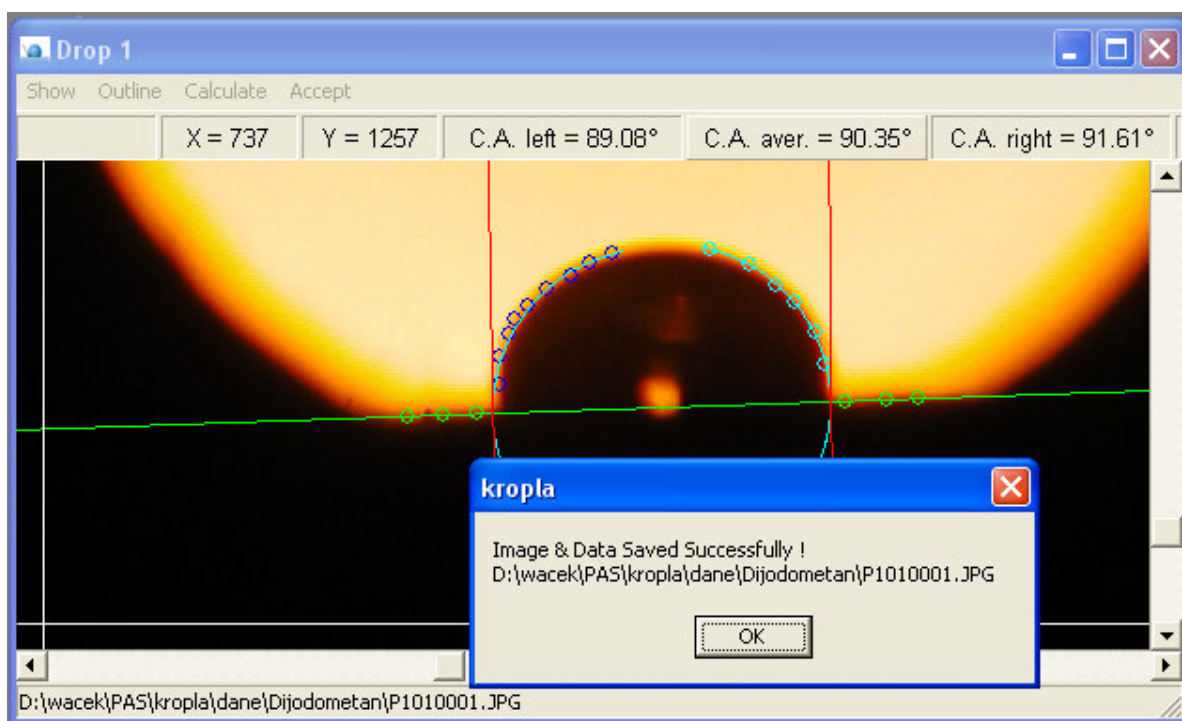 Drop 1
Show Outline Calculate Accept
X = 737 Y = 1257 C.A. left = 89.08° C.A. aver. = 90.35° C.A. right = 91.61°
kropla
Image & Data Saved Successfully !
D:\wacek\PAS\kropla\dane\Dijodometan\P1010001.JPG
OK
D:\wacek\PAS\kropla\dane\Dijodometan\P1010001.JPG